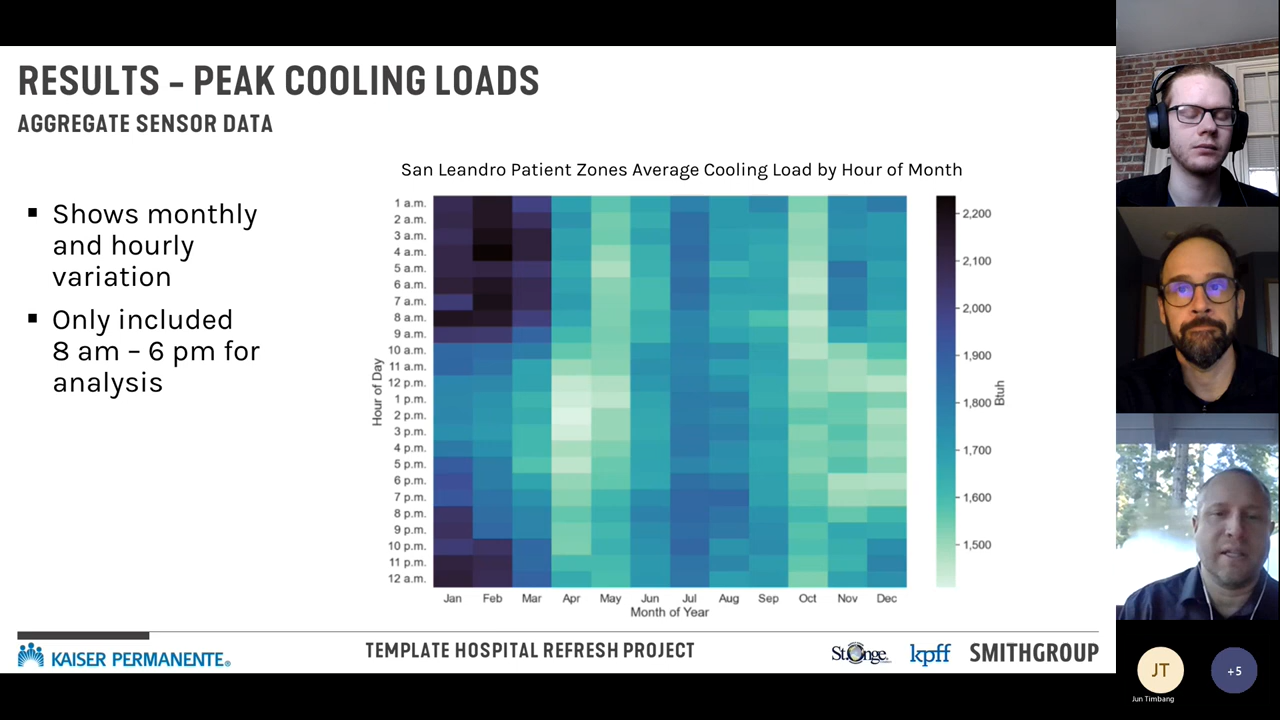 RESULTS – PEAK COOLING LOADS
AGGREGATE SENSOR DATA
▪ Shows monthly
and hourly
variation
▪ Only included
8 am – 6 pm for
analysis
San Leandro Patient Zones Average Cooling Load by Hour of Month
Hour of Day
1 a.m.
2 a.m.
3 a.m.
4 a.m.
5 a.m.
6 a.m.
7 a.m.
8 a.m.
9 a.m.
10 a.m.
11 a.m.
12 p.m.
1 p.m.
2 p.m.
3 p.m.
4 p.m.
5 p.m.
6 p.m.
7 p.m.
8 p.m.
9 p.m.
10 p.m.
11 p.m.
12 a.m.
Jan Feb Mar Apr May Jun Jul Aug Sep Oct Nov Dec
Month of Year
2,200
2,100
2,000
1,900
1,800
1,700
1,600
1,500
Btuh
KAISER PERMANENTE®
TEMPLATE HOSPITAL REFRESH PROJECT
St.Onge.
kpff
SMITHGROUP
JT
Jun Timbang
+5